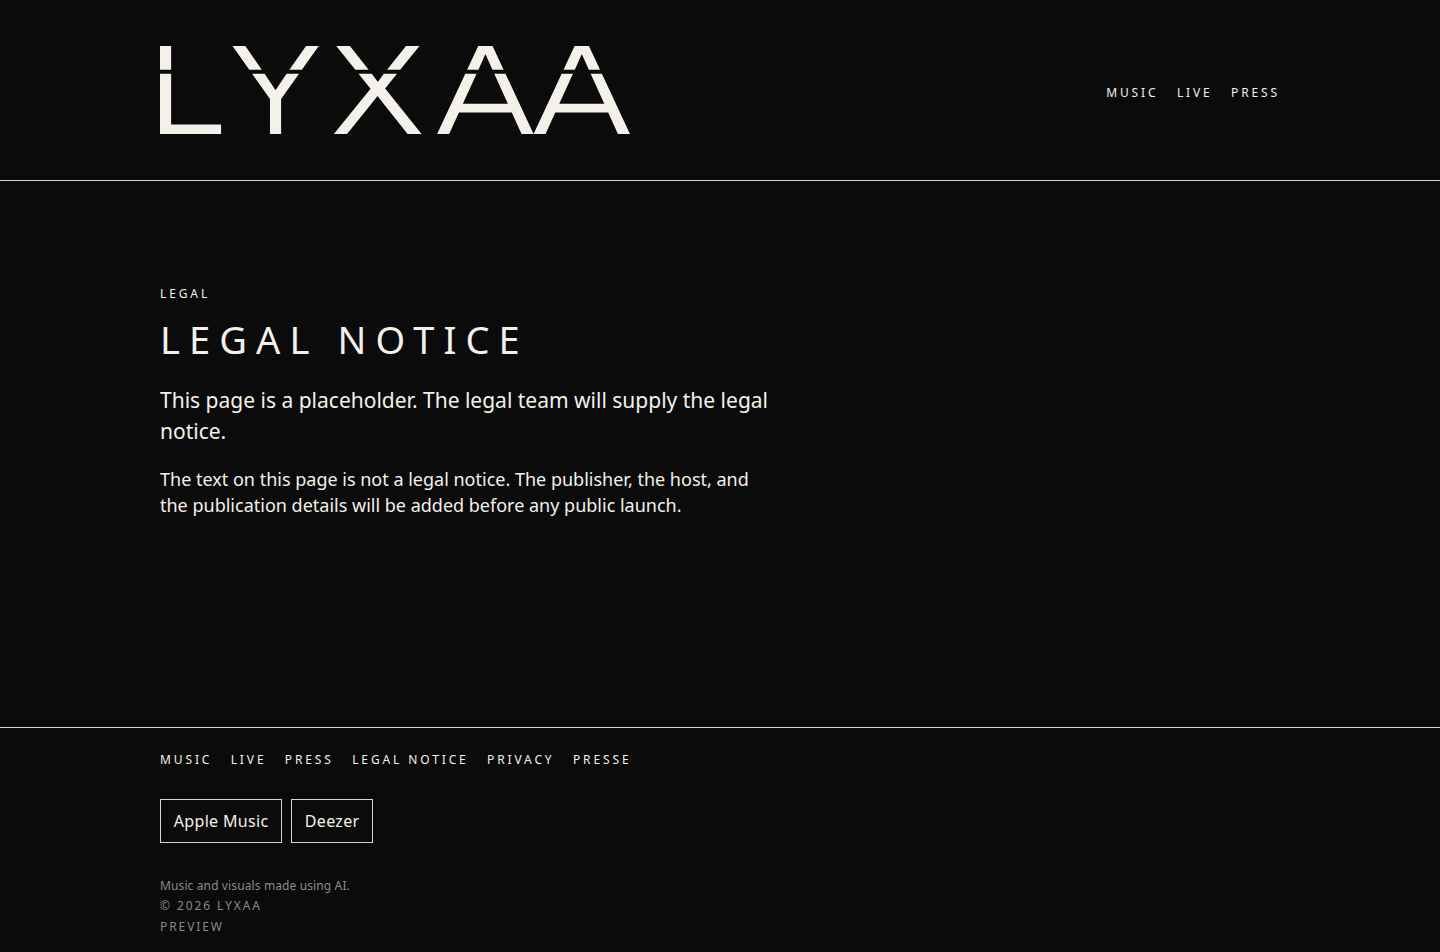 LYXAA
MUSIC LIVE PRESS
LEGAL
LEGAL NOTICE
This page is a placeholder. The legal team will supply the legal
notice.
The text on this page is not a legal notice. The publisher, the host, and
the publication details will be added before any public launch.
MUSIC LIVE PRESS LEGAL NOTICE PRIVACY PRESSE
Apple Music Deezer
Music and visuals made using AI.
© 2026 LYXAA
PREVIEW